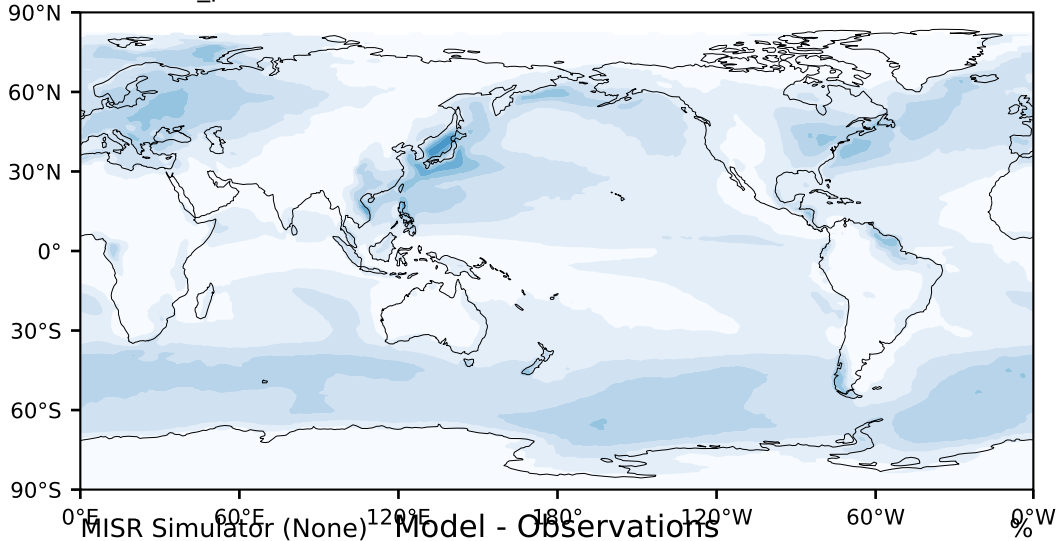 90°N
60°N
30°N
0°
30°S
60°S
90°S
0°E 60°E 120°E 180° 120°W 60°W 0°W
MISR Simulator (None) Model - Observations %